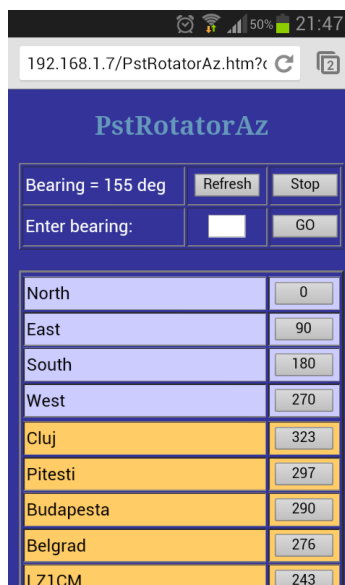 50% 21:47
192.168.1.7/PstRotatorAz.htm?c 2
PstRotatorAz
Bearing = 155 deg Refresh Stop
Enter bearing: GO
North 0
East 90
South 180
West 270
Cluj 323
Pitesti 297
Budapesta 290
Belgrad 276
LZ1CM 243